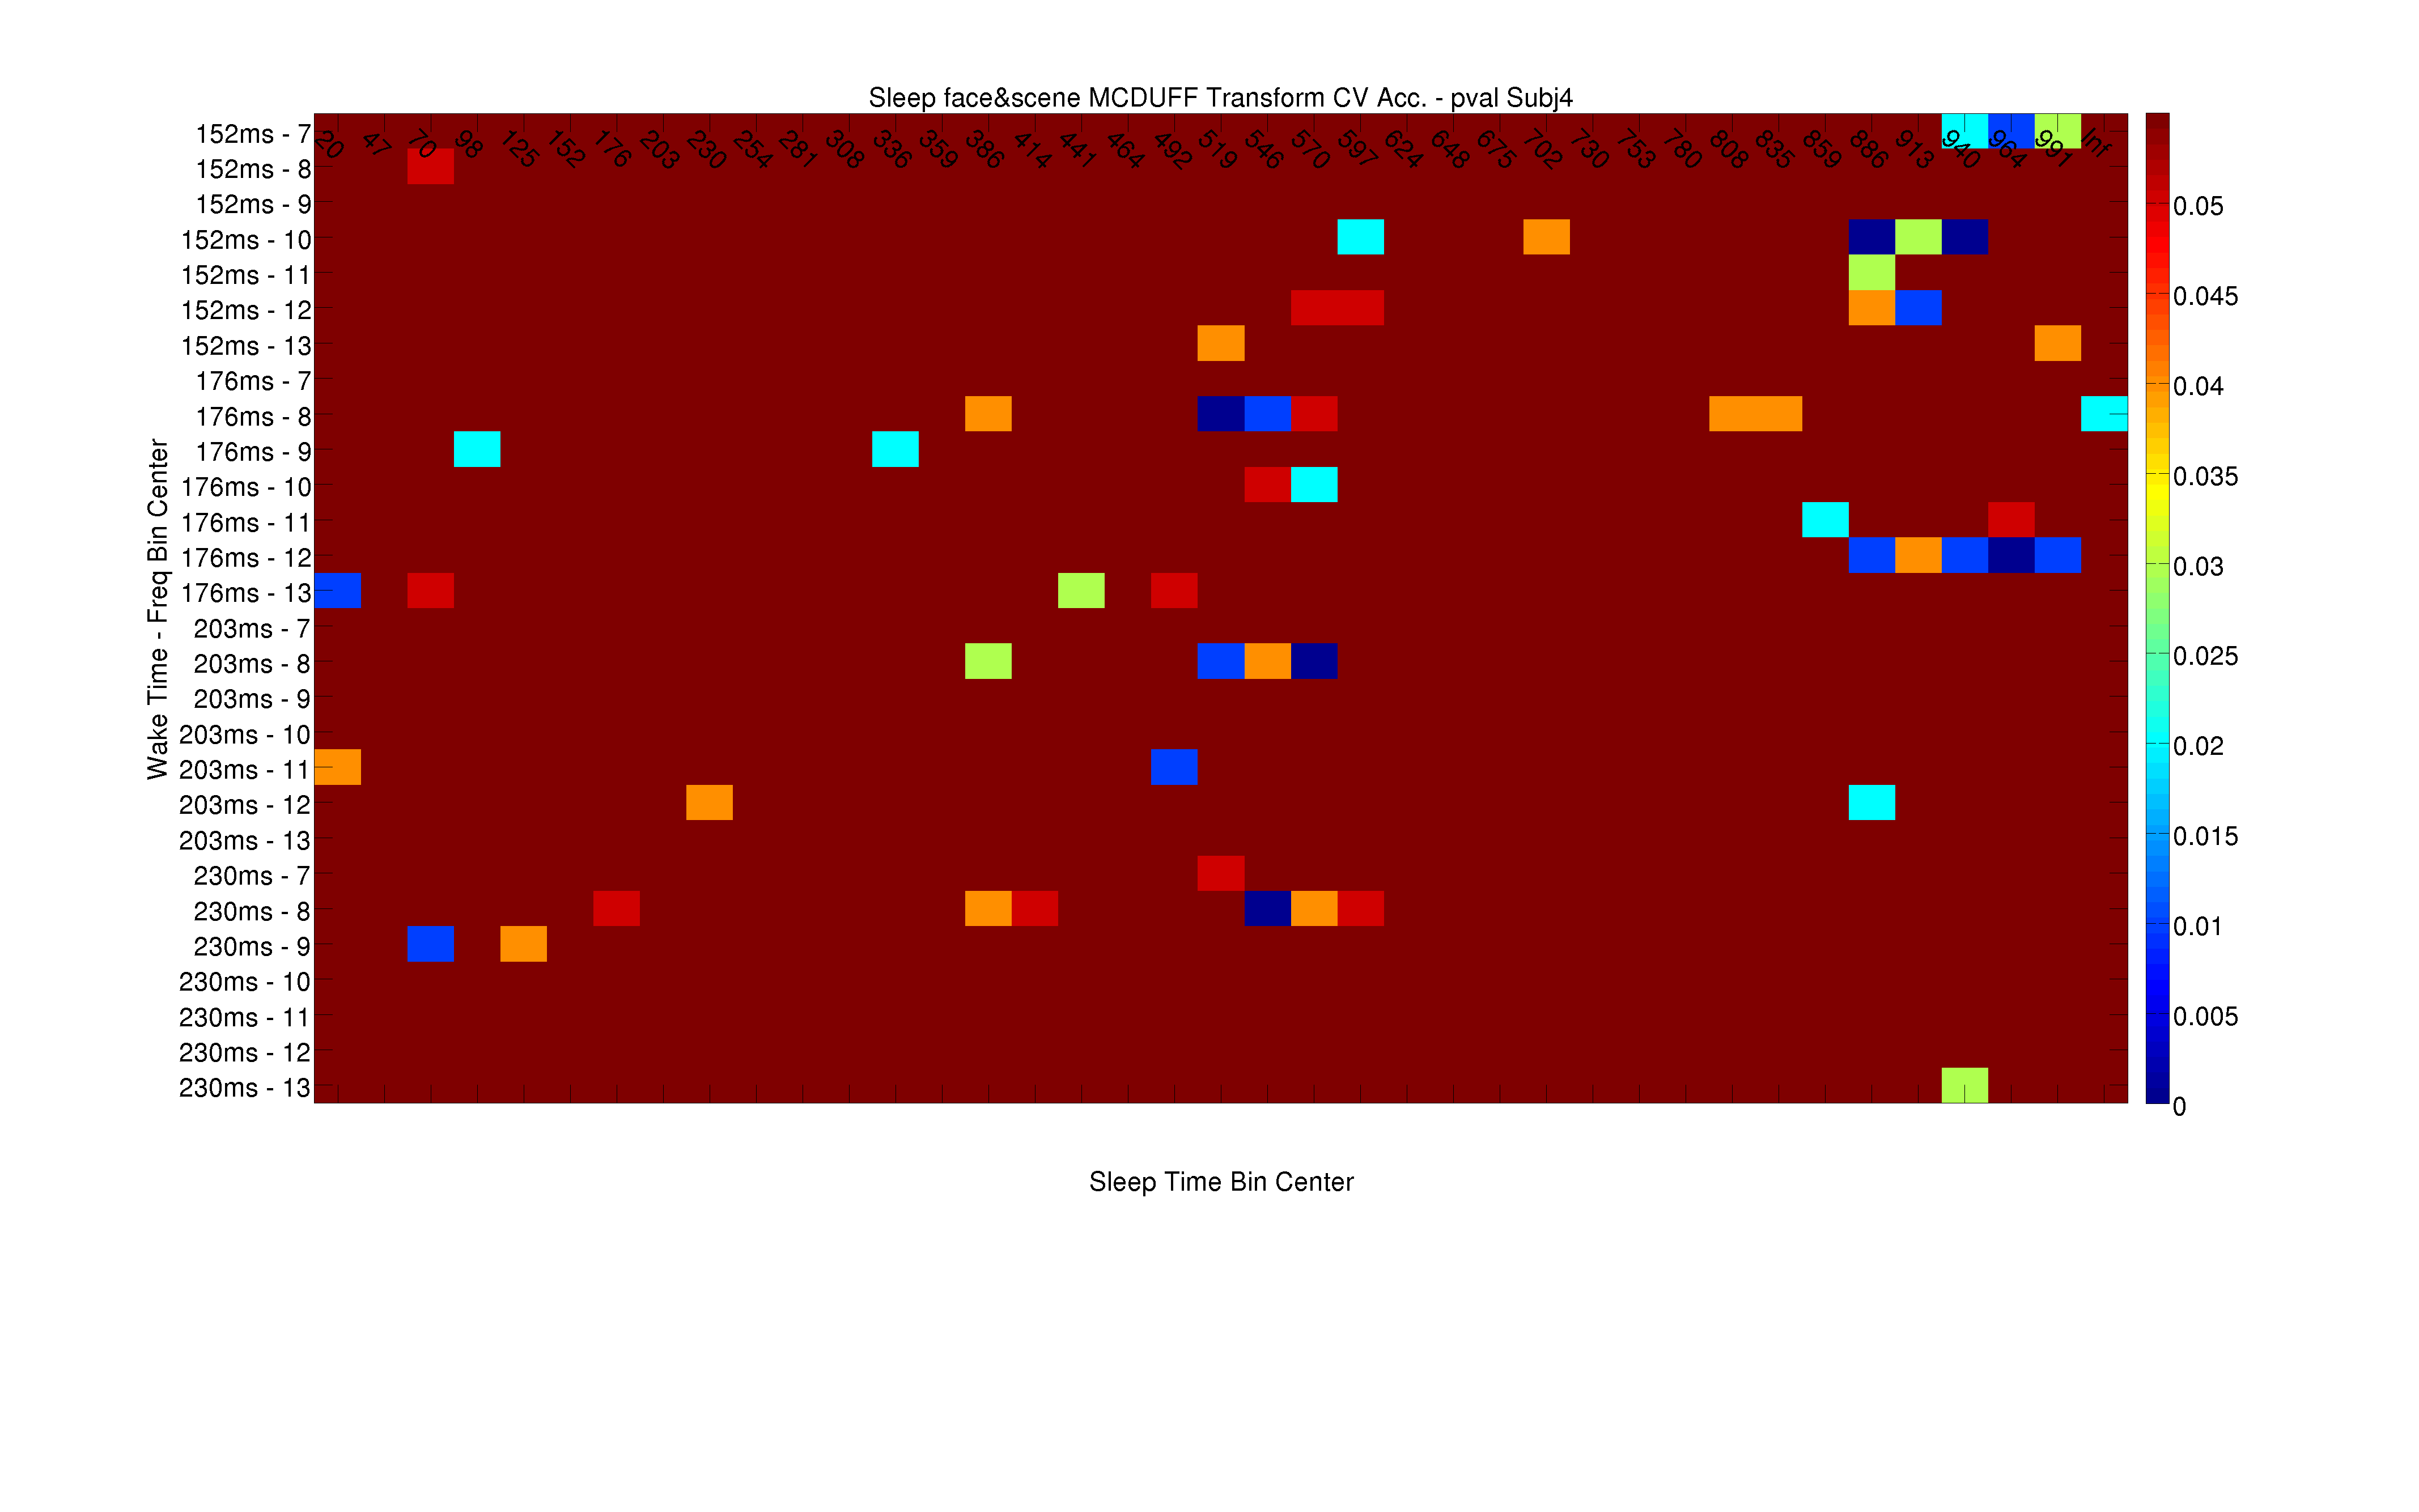 Sleep face&scene MCDUFF Transform CV Acc. - pval Subj4
20 47 70 98 125 152 176 203 230 254 281 308 336 359 386 414 441 464 492 519 546 570 597 624 648 675 702 730 753 780 808 835 859 886 913 940 964 991 Inf
152ms - 7
152ms - 8
152ms - 9
152ms - 10
152ms - 11
152ms - 12
152ms - 13
176ms - 7
176ms - 8
176ms - 9
176ms - 10
176ms - 11
176ms - 12
176ms - 13
203ms - 7
203ms - 8
203ms - 9
203ms - 10
203ms - 11
203ms - 12
203ms - 13
230ms - 7
230ms - 8
230ms - 9
230ms - 10
230ms - 11
230ms - 12
230ms - 13
Wake Time - Freq Bin Center
0.05
0.045
0.04
0.035
0.03
0.025
0.02
0.015
0.01
0.005
0
Sleep Time Bin Center